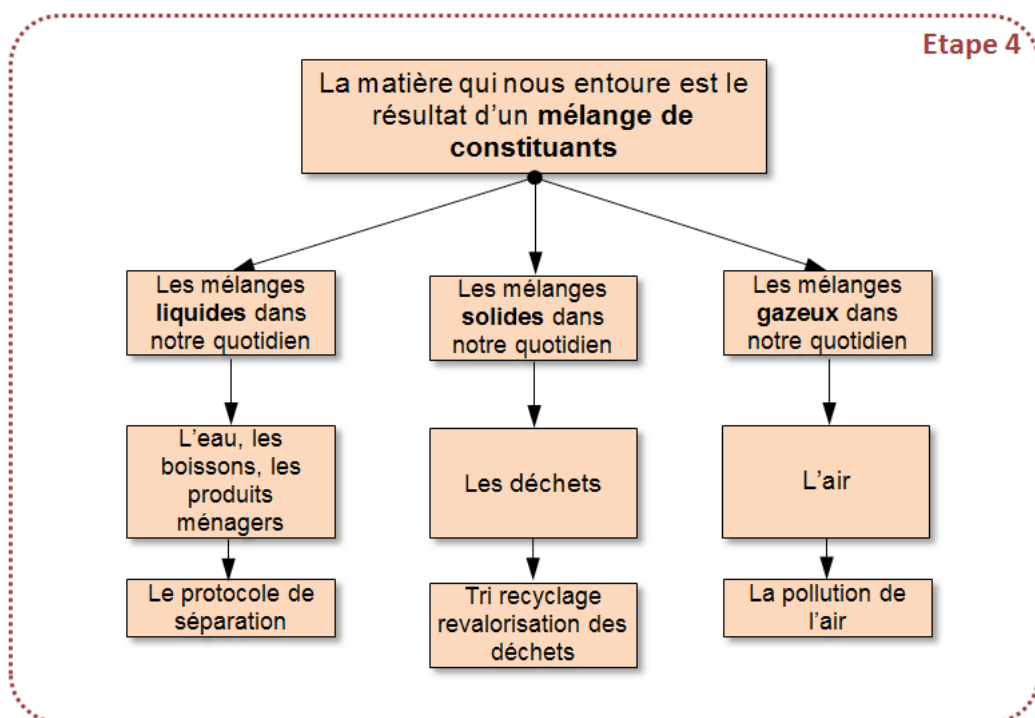 Etape 4
La matière qui nous entoure est le
résultat d'un mélange de
constituants
Les mélanges
liquides dans
notre quotidien
Les mélanges
solides dans
notre quotidien
Les mélanges
gazeux dans
notre quotidien
L'eau, les
boissons, les
produits
ménagers
Les déchets
L'air
Le protocole de
séparation
Tri recyclage
revalorisation des
déchets
La pollution de
l'air